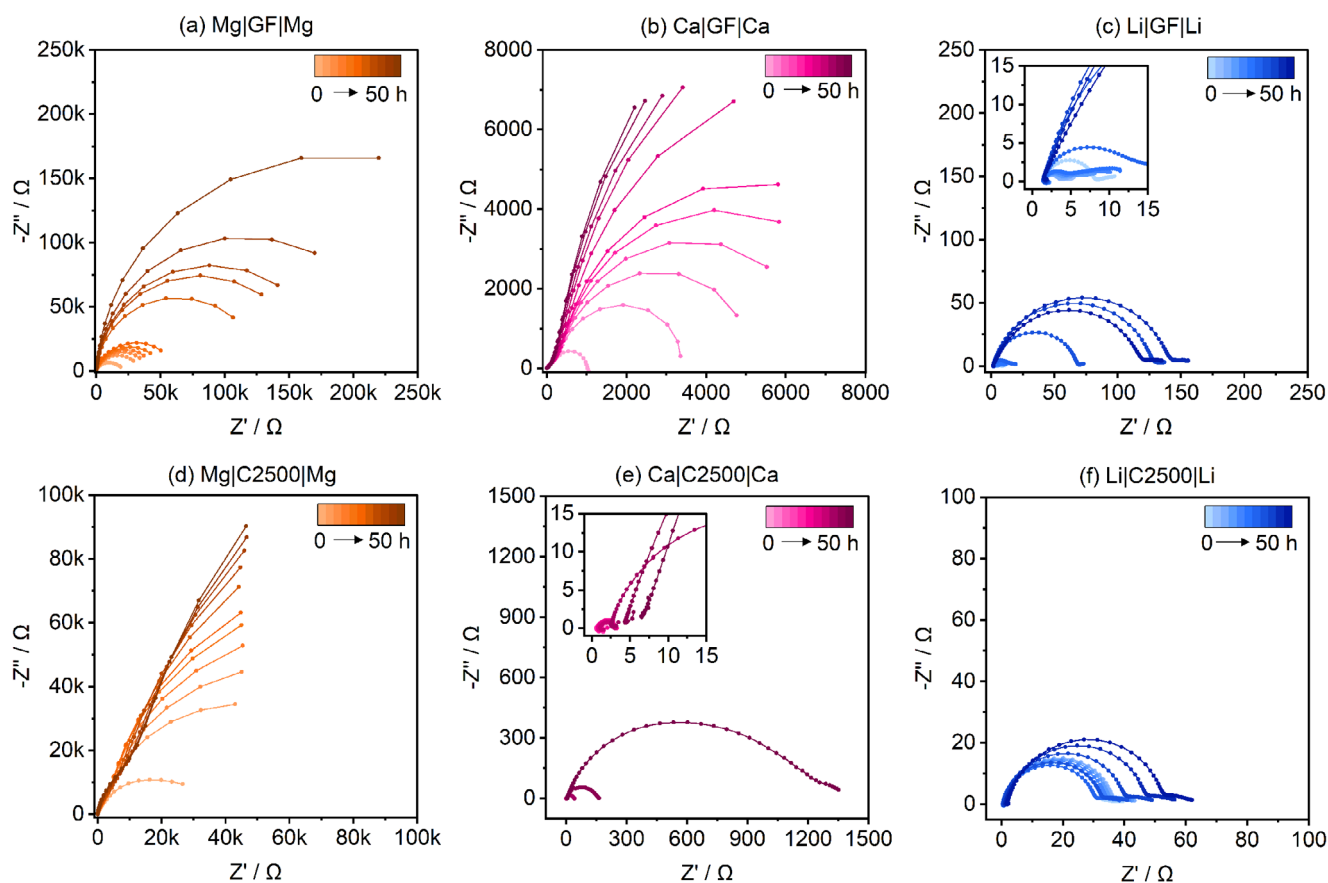 (a) Mg|GF|Mg
250k
200k
150k
100k
50k
0
-Z'' / Ω
0 50k 100k 150k 200k 250k
Z' / Ω
0 → 50 h
(b) Ca|GF|Ca
8000
6000
4000
2000
0
-Z'' / Ω
0 2000 4000 6000 8000
Z' / Ω
0 → 50 h
(c) Li|GF|Li
250
200
150
100
50
0
-Z'' / Ω
0 50 100 150 200 250
Z' / Ω
0 → 50 h
15
10
5
0
0 5 10 15
(d) Mg|C2500|Mg
100k
80k
60k
40k
20k
0
-Z'' / Ω
0 20k 40k 60k 80k 100k
Z' / Ω
0 → 50 h
(e) Ca|C2500|Ca
1500
1200
900
600
300
0
-Z'' / Ω
0 300 600 900 1200 1500
Z' / Ω
0 → 50 h
15
10
5
0
0 5 10 15
(f) Li|C2500|Li
100
80
60
40
20
0
-Z'' / Ω
0 20 40 60 80 100
Z' / Ω
0 → 50 h